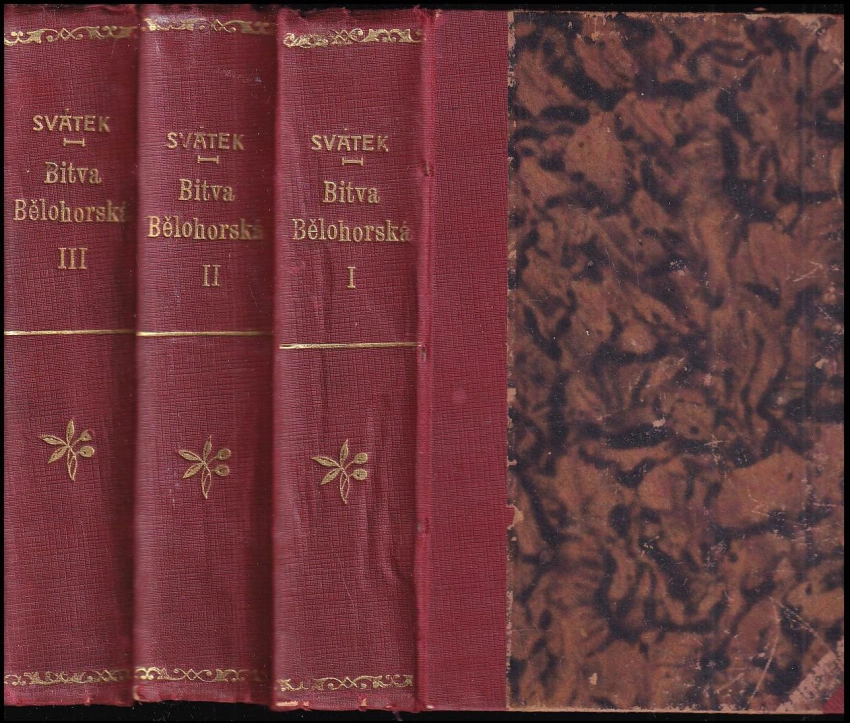 SVÁTEK
Bitva
Bělohorská
III
SVÁTEK
Bitva
Bělohorská
II
SVÁTEK
Bitva
Bělohorská
I